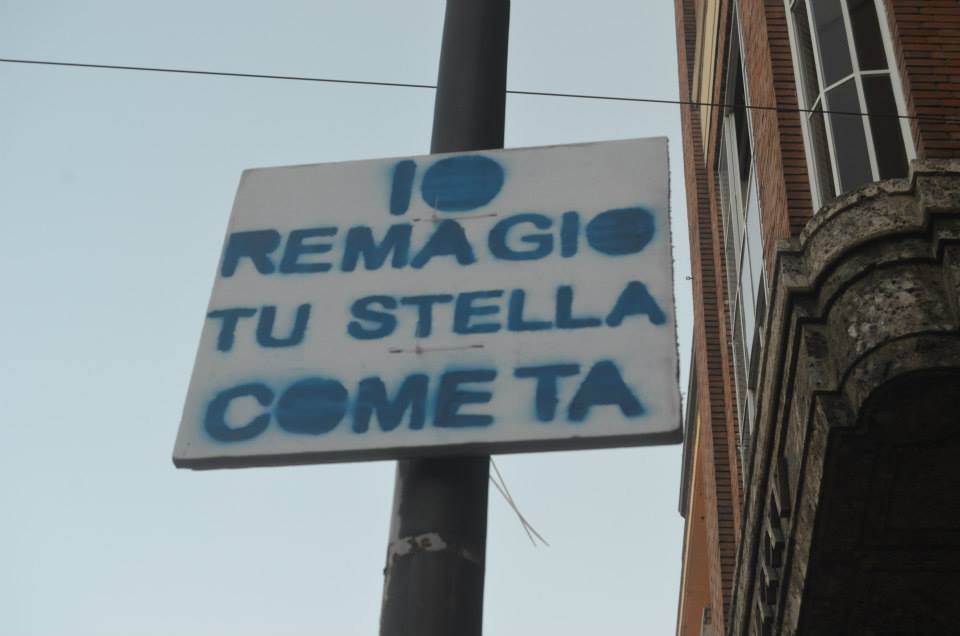 IO
REMAGIO
TU STELLA
COMETA